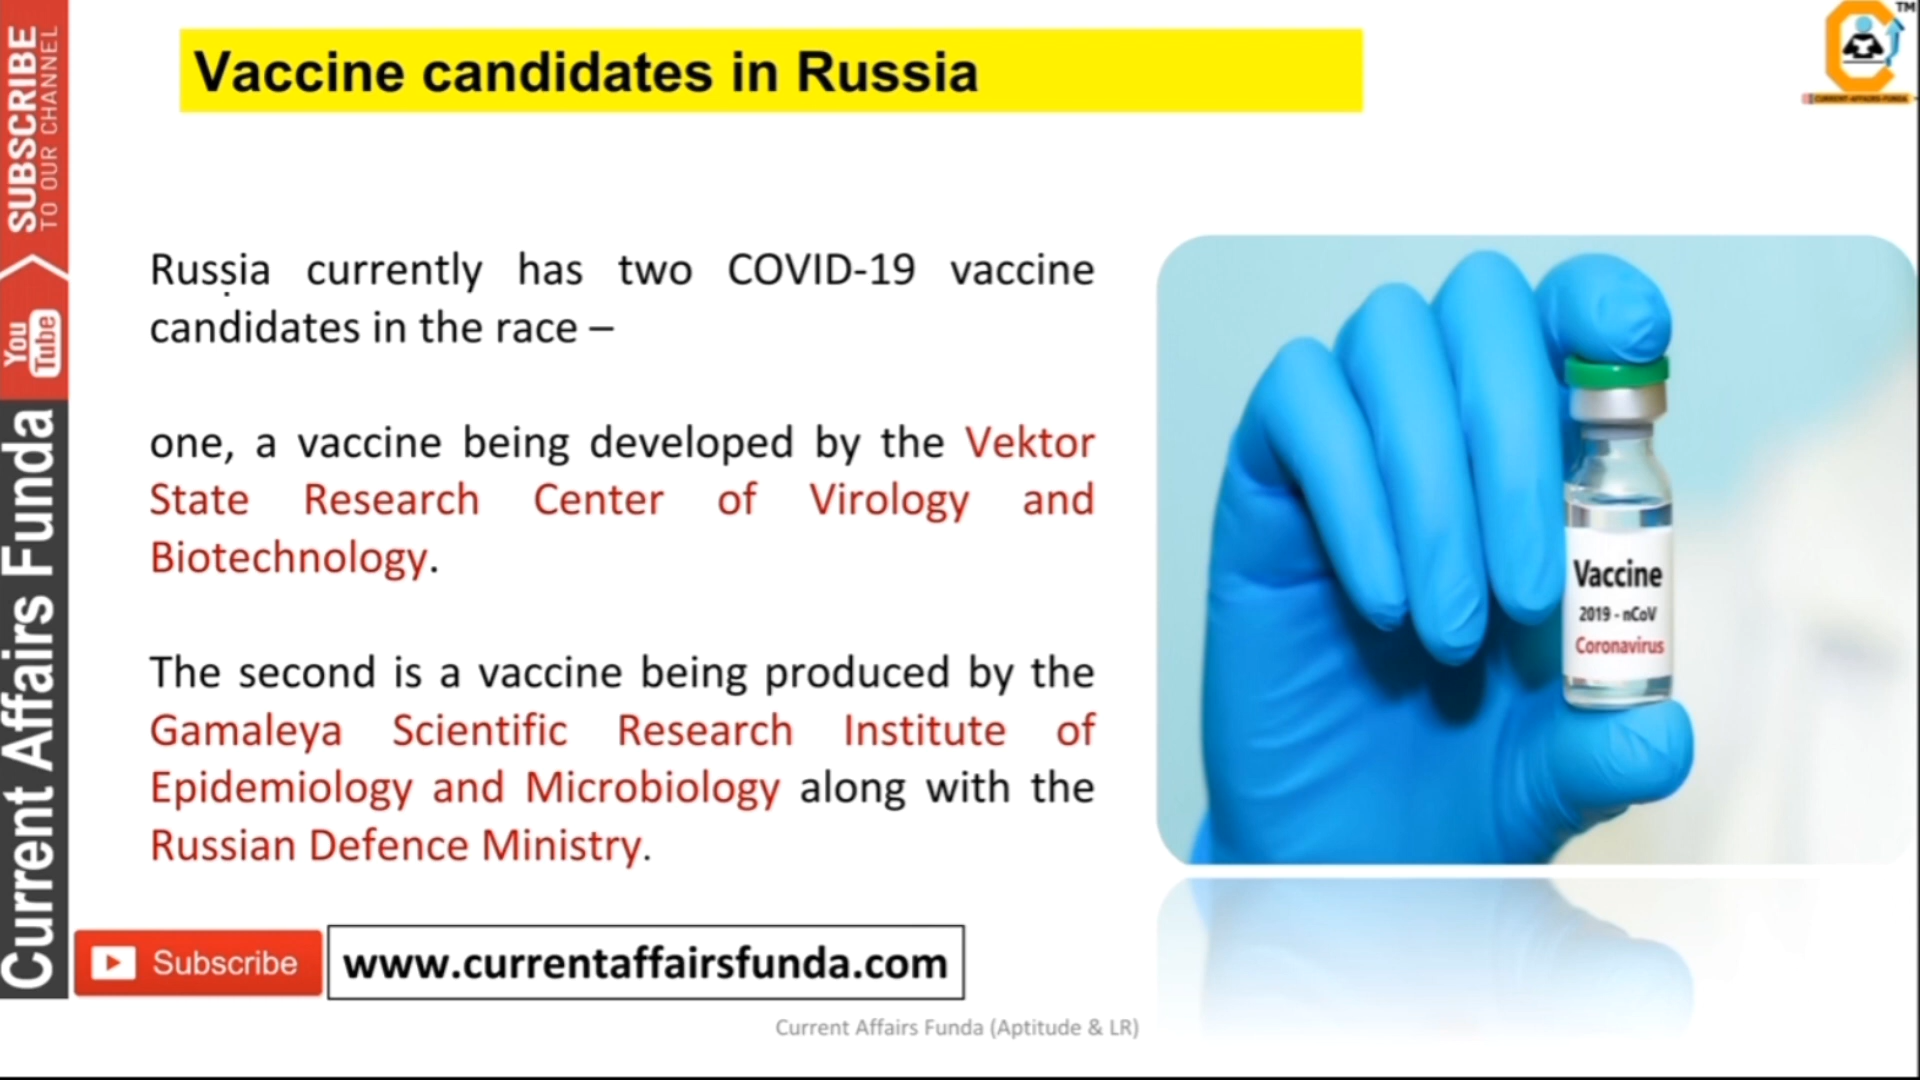 SUBSCRIBE
TO OUR CHANNEL
You
Tube
Current Affairs Funda
Vaccine candidates in Russia
TM
CURRENT-AFFAIRS-FUNDA
Russia currently has two COVID-19 vaccine
candidates in the race –
one, a vaccine being developed by the Vektor
State Research Center of Virology and
Biotechnology.
The second is a vaccine being produced by the
Gamaleya Scientific Research Institute of
Epidemiology and Microbiology along with the
Russian Defence Ministry.
Vaccine
2019 - nCoV
Coronavirus
Subscribe
www.currentaffairsfunda.com
Current Affairs Funda (Aptitude & LR)